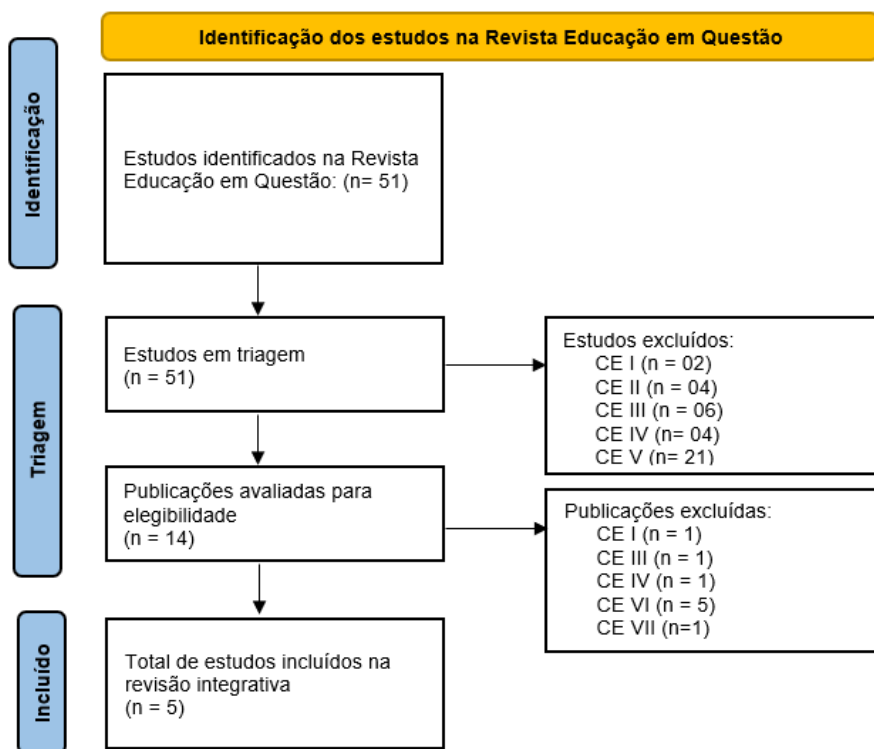 Identificação dos estudos na Revista Educação em Questão
Identificação
Estudos identificados na Revista
Educação em Questão: (n= 51)
Triagem
Estudos em triagem
(n = 51)
Estudos excluídos:
CE I (n = 02)
CE II (n = 04)
CE III (n = 06)
CE IV (n= 04)
CE V (n= 21)
Publicações avaliadas para
elegibilidade
(n = 14)
Publicações excluídas:
CE I (n = 1)
CE III (n = 1)
CE IV (n = 1)
CE VI (n = 5)
CE VII (n=1)
Incluído
Total de estudos incluídos na
revisão integrativa
(n = 5)